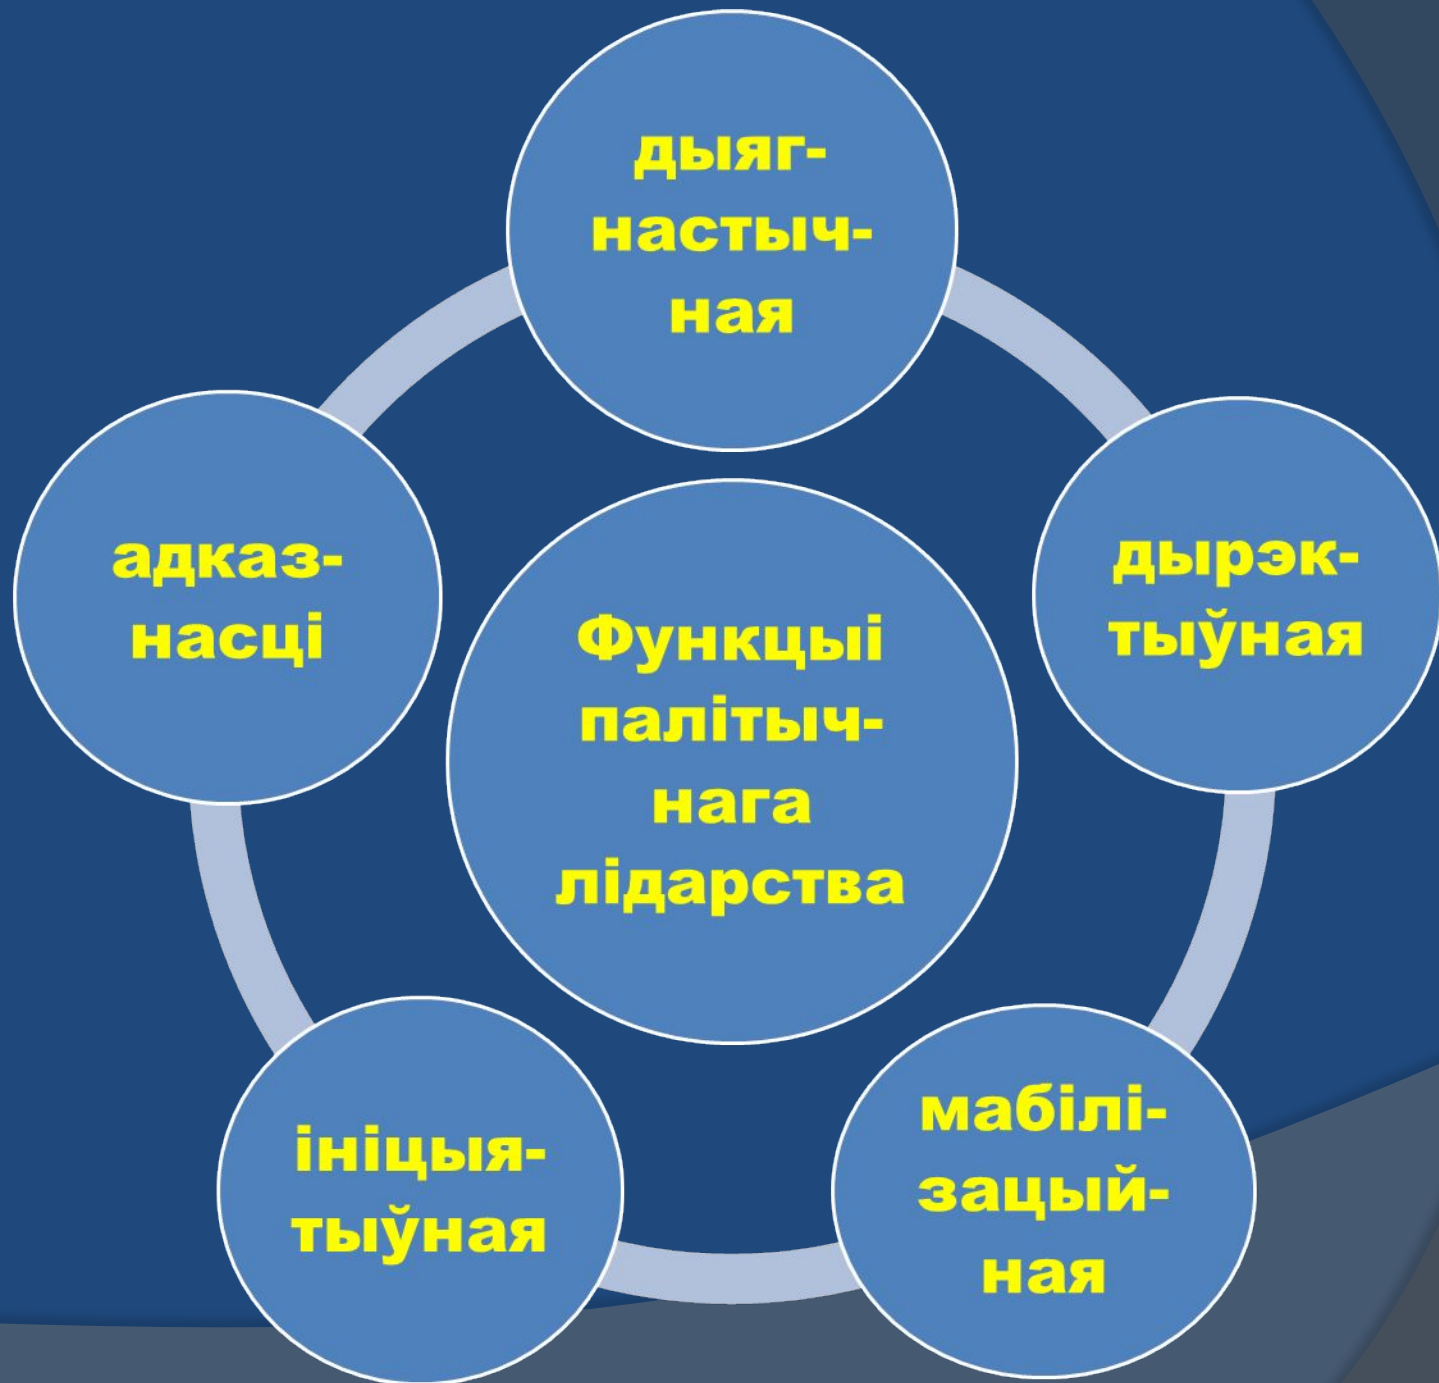 дыяг-
настыч-
ная
адказ-
насці
дырэк-
тыўная
Функцыі
палітыч-
нага
лідарства
ініцыя-
тыўная
мабілі-
зацый-
ная